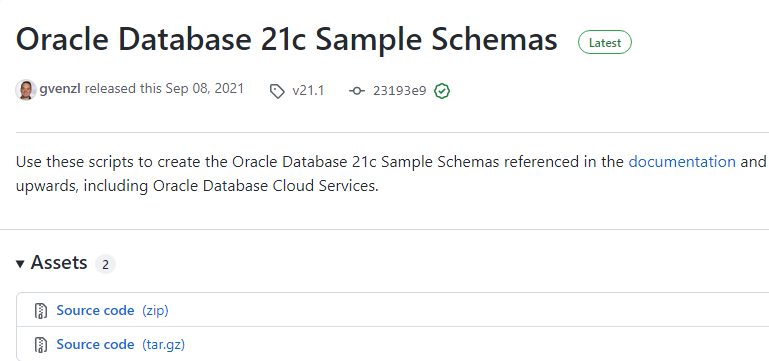 Oracle Database 21c Sample Schemas Latest
gvenzl released this Sep 08, 2021 v21.1 23193e9
Use these scripts to create the Oracle Database 21c Sample Schemas referenced in the documentation and
upwards, including Oracle Database Cloud Services.
Assets 2
Source code (zip)
Source code (tar.gz)